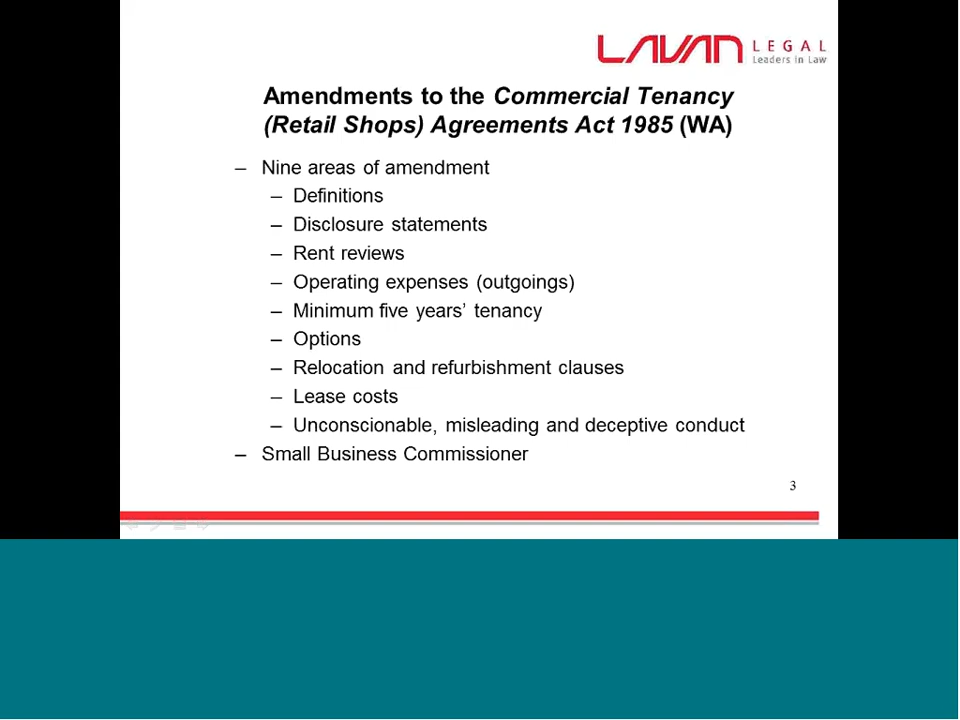 LAVAN LEGAL
Leaders in Law
Amendments to the Commercial Tenancy
(Retail Shops) Agreements Act 1985 (WA)
– Nine areas of amendment
– Definitions
– Disclosure statements
– Rent reviews
– Operating expenses (outgoings)
– Minimum five years’ tenancy
– Options
– Relocation and refurbishment clauses
– Lease costs
– Unconscionable, misleading and deceptive conduct
– Small Business Commissioner
3